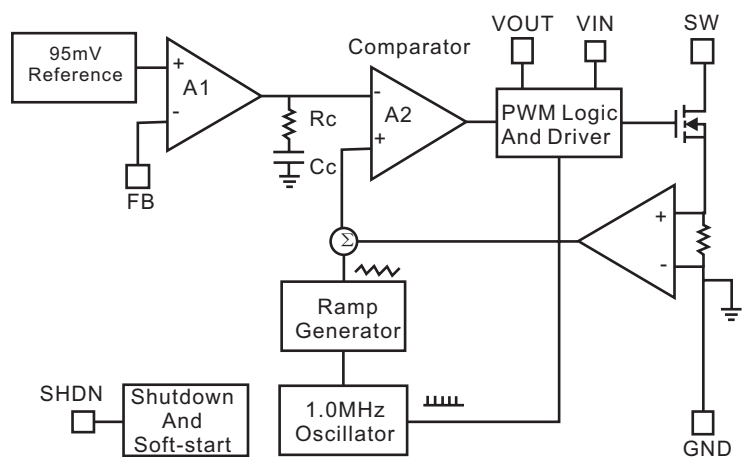 VOUT VIN SW
95mV
Reference
+
-
A1
Comparator
-
A2
+
PWM Logic
And Driver
Rc
Cc
FB
Σ
+
-
Ramp
Generator
SHDN
Shutdown
And
Soft-start
1.0MHz
Oscillator
GND